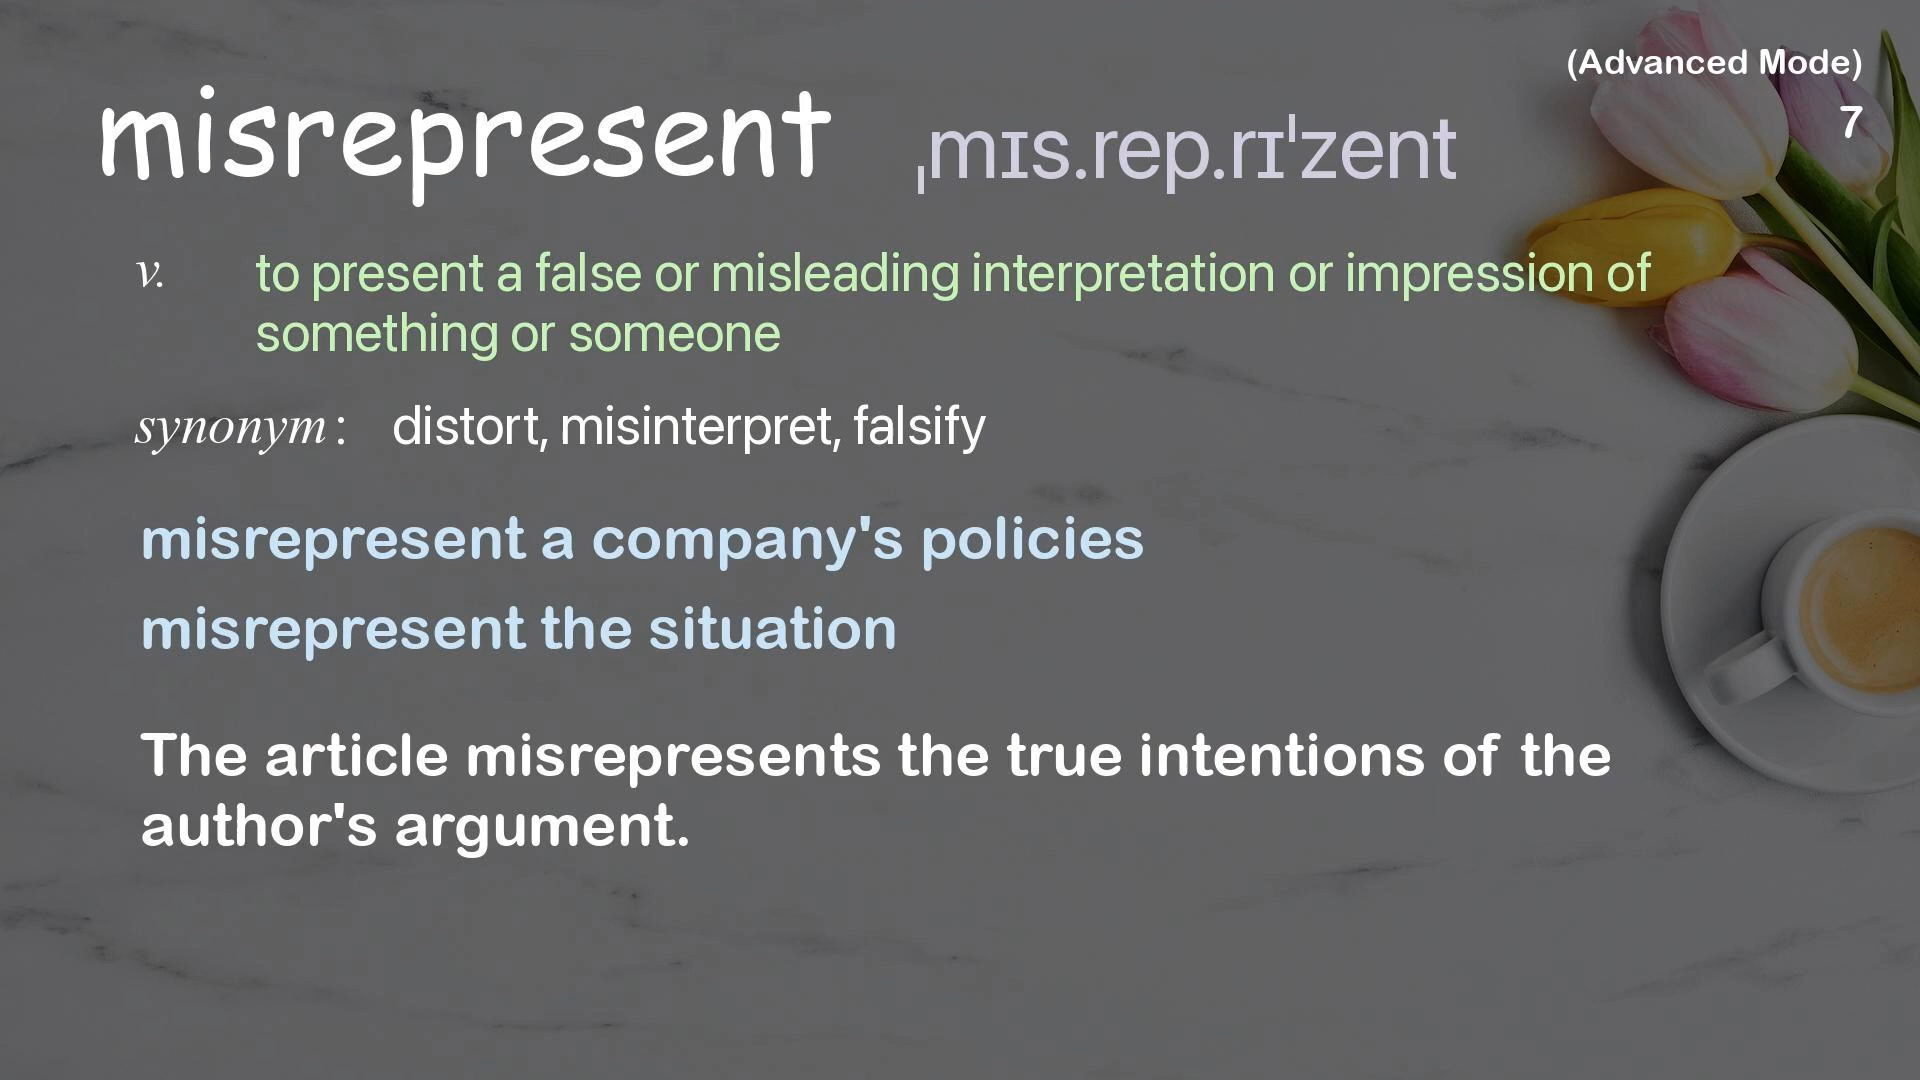 (Advanced Mode)
7
misrepresent ˌmɪs.rep.rɪˈzent
v. to present a false or misleading interpretation or impression of
something or someone
synonym : distort, misinterpret, falsify
misrepresent a company's policies
misrepresent the situation
The article misrepresents the true intentions of the
author's argument.